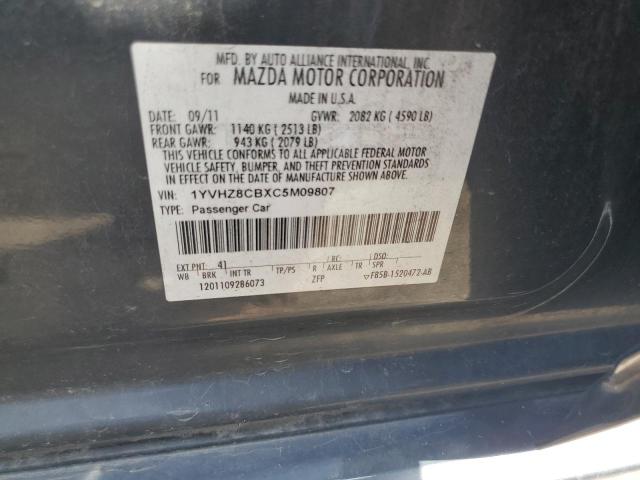 MFD. BY AUTO ALLIANCE INTERNATIONAL, INC.
FOR MAZDA MOTOR CORPORATION
MADE IN U.S.A.
DATE: 09/11 GVWR: 2082 KG (4590 LB)
FRONT GAWR: 1140 KG (2513 LB)
REAR GAWR: 943 KG (2079 LB)
THIS VEHICLE CONFORMS TO ALL APPLICABLE FEDERAL MOTOR
VEHICLE SAFETY, BUMPER, AND THEFT PREVENTION STANDARDS
IN EFFECT ON THE DATE OF MANUFACTURE SHOWN ABOVE.
VIN: 1YVHZ8CBXC5M09807
TYPE: Passenger Car
EXT PNT: 41 RC: DSO:
WB BRK INT TR TP/PS R AXLE TR SPR
1201109286073 ZFP ▽F85B-1520472-AB